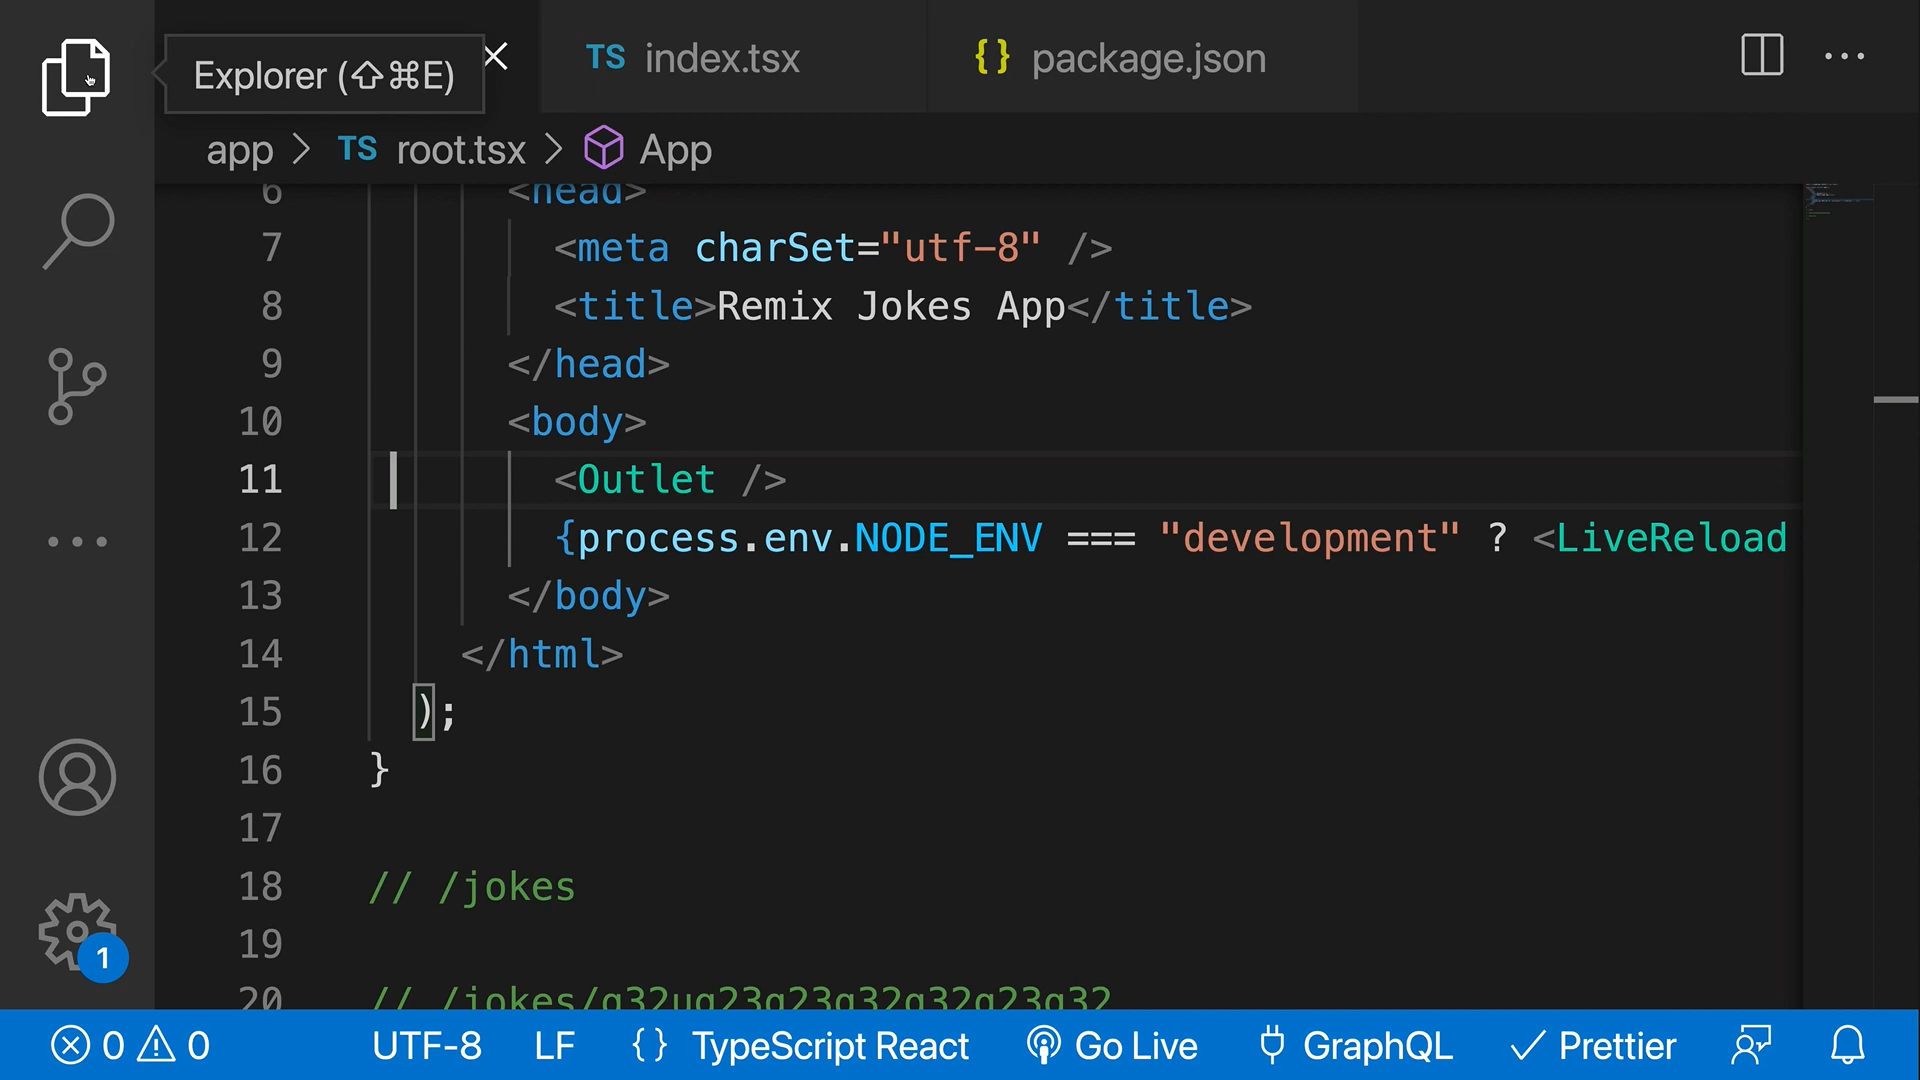 Explorer (⇧⌘E)
TS index.tsx
{} package.json
app > TS root.tsx > App
6 <head>
7 <meta charSet="utf-8" />
8 <title>Remix Jokes App</title>
9 </head>
10 <body>
11 <Outlet />
12 {process.env.NODE_ENV === "development" ? <LiveReload
13 </body>
14 </html>
15 );
16 }
17
18 // /jokes
19
20 // /jokes/q32ug23g23g32g32g23g32
1
0 0 UTF-8 LF {} TypeScript React Go Live GraphQL Prettier